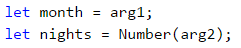 let month = arg1;
let nights = Number(arg2);